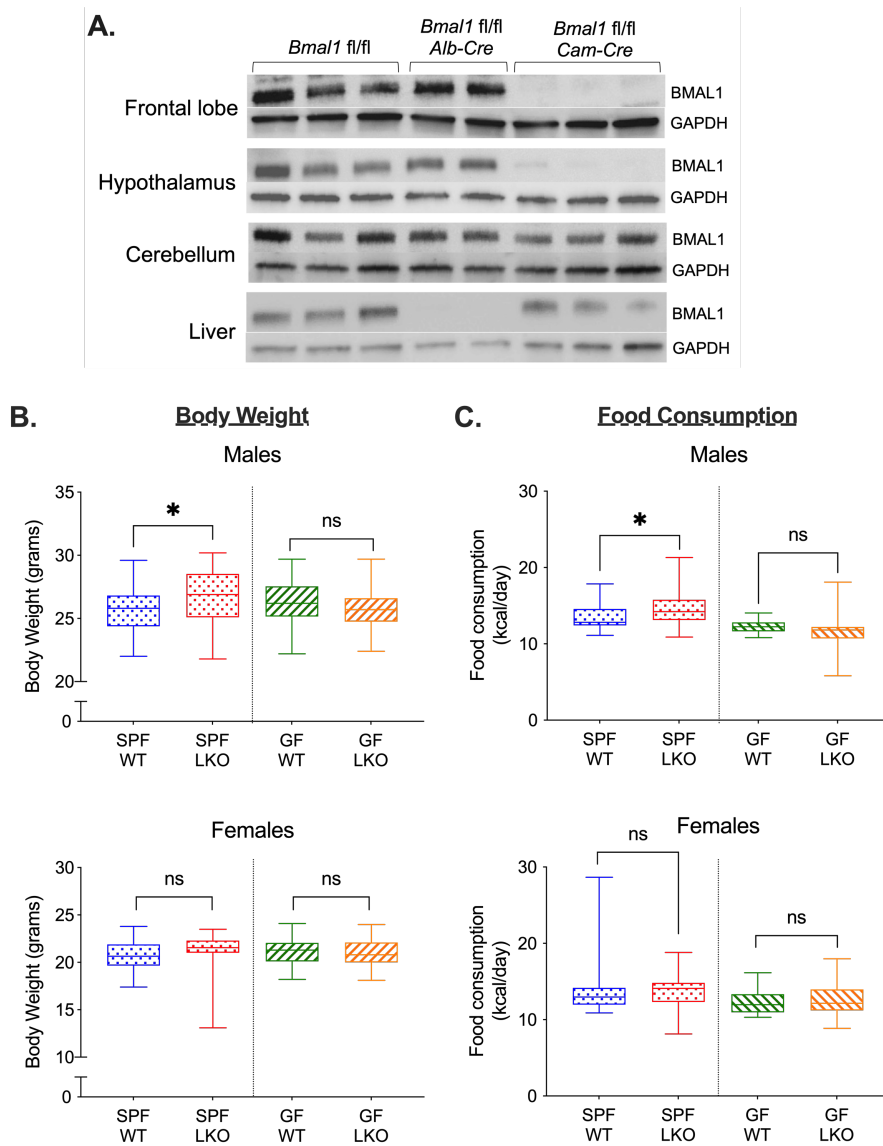 A.
Bmal1 fl/fl
Bmal1 fl/fl
Alb-Cre
Bmal1 fl/fl
Cam-Cre
Frontal lobe
BMAL1
GAPDH
Hypothalamus
BMAL1
GAPDH
Cerebellum
BMAL1
GAPDH
Liver
BMAL1
GAPDH
B.
Body Weight
Males
Body Weight (grams)
35
30
25
20
0
*
ns
SPF
WT
SPF
LKO
GF
WT
GF
LKO
Females
Body Weight (grams)
30
25
20
15
10
0
ns
ns
SPF
WT
SPF
LKO
GF
WT
GF
LKO
C.
Food Consumption
Males
Food consumption
(kcal/day)
30
20
10
0
*
ns
SPF
WT
SPF
LKO
GF
WT
GF
LKO
Females
Food consumption
(kcal/day)
30
20
10
0
ns
ns
SPF
WT
SPF
LKO
GF
WT
GF
LKO